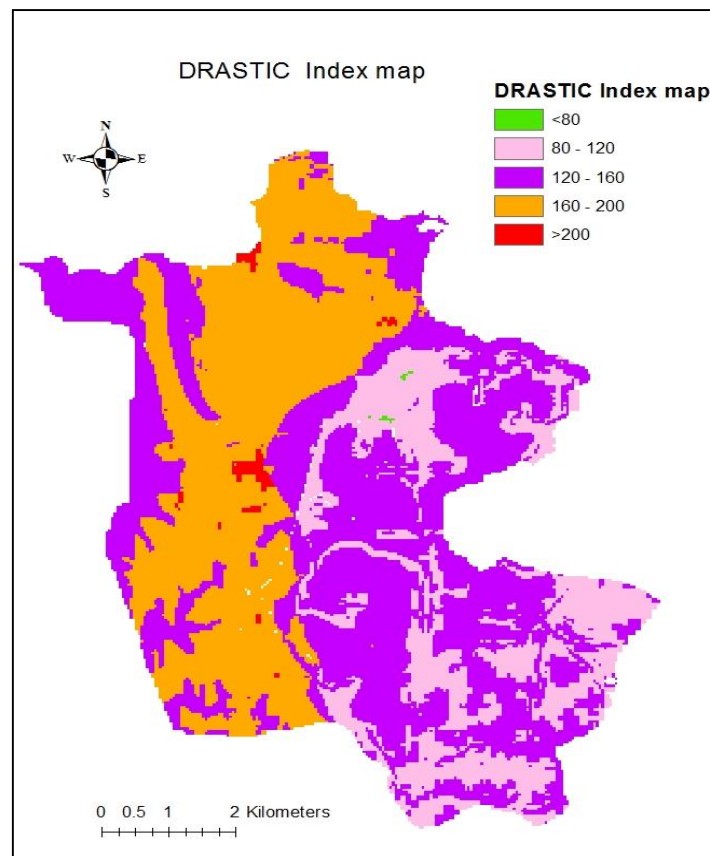 DRASTIC Index map
DRASTIC Index map
<80
80 - 120
120 - 160
160 - 200
>200
N
W E
S
0 0.5 1 2 Kilometers